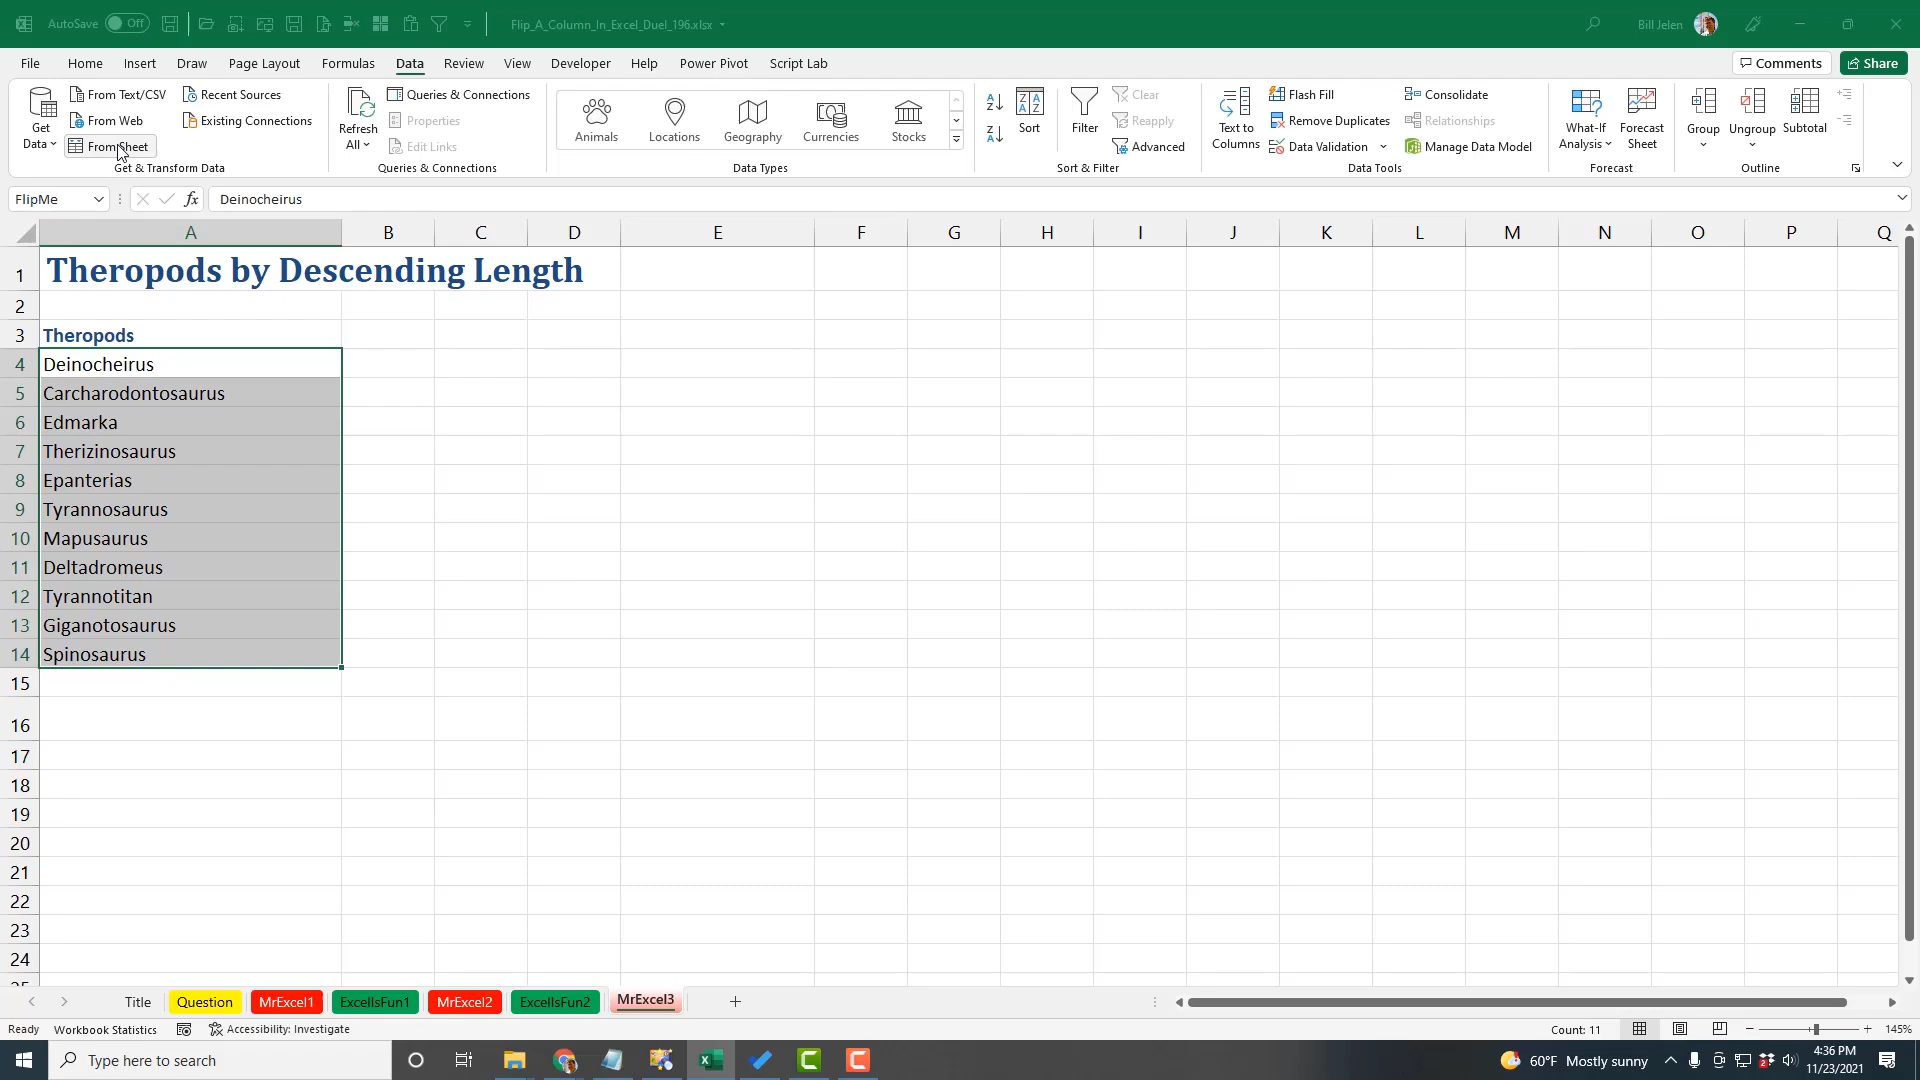 AutoSave Off
Flip_A_Column_In_Excel_Duel_196.xlsx
Bill Jelen
File Home Insert Draw Page Layout Formulas Data Review View Developer Help Power Pivot Script Lab
Comments Share
Get Data
From Text/CSV
From Web
From Sheet
Recent Sources
Existing Connections
Get & Transform Data
Refresh All
Queries & Connections
Properties
Edit Links
Queries & Connections
Animals
Locations
Geography
Currencies
Stocks
Data Types
Sort
Filter
Clear
Reapply
Advanced
Sort & Filter
Text to Columns
Flash Fill
Remove Duplicates
Data Validation
Consolidate
Relationships
Manage Data Model
Data Tools
What-If Analysis
Forecast Sheet
Forecast
Group
Ungroup
Subtotal
Outline
FlipMe
fx Deinocheirus
A B C D E F G H I J K L M N O P Q
1 Theropods by Descending Length
2
3 Theropods
4 Deinocheirus
5 Carcharodontosaurus
6 Edmarka
7 Therizinosaurus
8 Epanterias
9 Tyrannosaurus
10 Mapusaurus
11 Deltadromeus
12 Tyrannotitan
13 Giganotosaurus
14 Spinosaurus
15
16
17
18
19
20
21
22
23
24
Title Question MrExcel1 ExcelIsFun1 MrExcel2 ExcelIsFun2 MrExcel3
Ready Workbook Statistics Accessibility: Investigate Count: 11 145%
Type here to search
60°F Mostly sunny
4:36 PM
11/23/2021